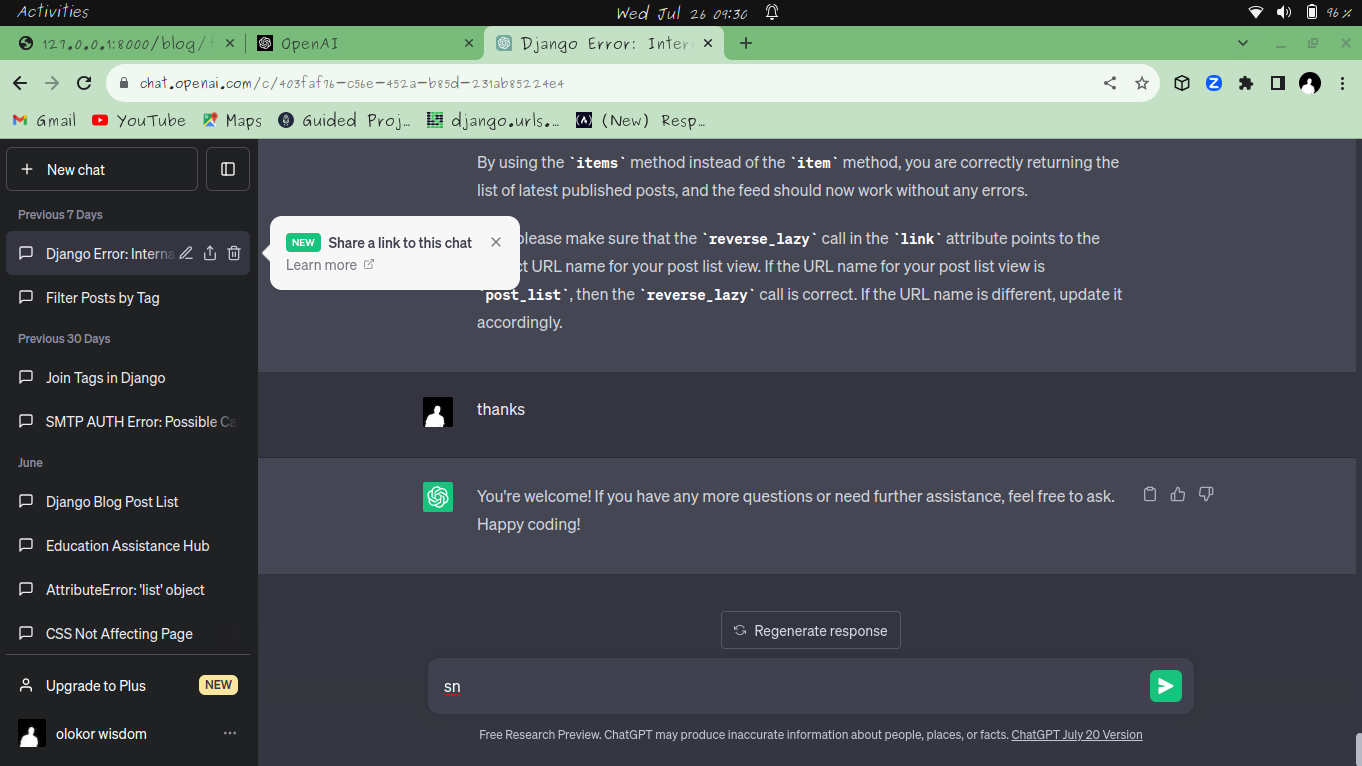 Activities
Wed Jul 26 09:30
96 %
127.0.0.1:8000/blog/f
OpenAI
Django Error: Inter
chat.openai.com/c/403faf76-c56e-452a-b85d-231ab85224e4
Gmail
YouTube
Maps
Guided Proj...
django.urls....
(New) Resp...
New chat
Previous 7 Days
Django Error: Interna
Filter Posts by Tag
Previous 30 Days
Join Tags in Django
SMTP AUTH Error: Possible Ca
June
Django Blog Post List
Education Assistance Hub
AttributeError: 'list' object
CSS Not Affecting Page
Upgrade to Plus
NEW
olokor wisdom
NEW Share a link to this chat
Learn more
By using the `items` method instead of the `item` method, you are correctly returning the
list of latest published posts, and the feed should now work without any errors.
please make sure that the `reverse_lazy` call in the `link` attribute points to the
ct URL name for your post list view. If the URL name for your post list view is
`post_list`, then the `reverse_lazy` call is correct. If the URL name is different, update it
accordingly.
thanks
You're welcome! If you have any more questions or need further assistance, feel free to ask.
Happy coding!
Regenerate response
sn
Free Research Preview. ChatGPT may produce inaccurate information about people, places, or facts. ChatGPT July 20 Version